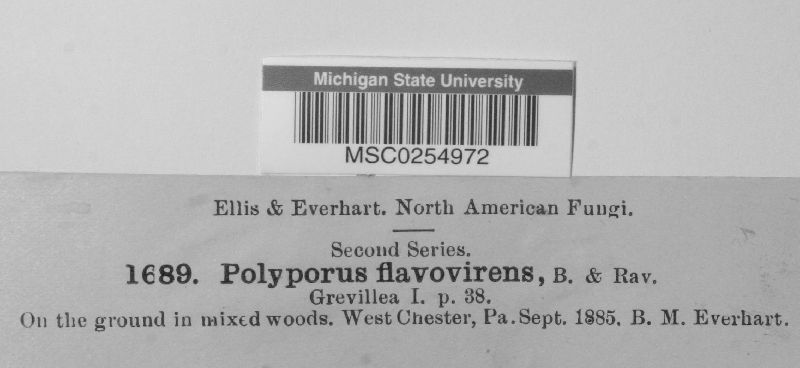 Michigan State University
MSC0254972
Ellis & Everhart. North American Fungi.
Second Series.
1689. Polyporus flavovirens, B. & Rav.
Grevillea I. p. 38.
On the ground in mixed woods. West Chester, Pa. Sept. 1885. B. M. Everhart.